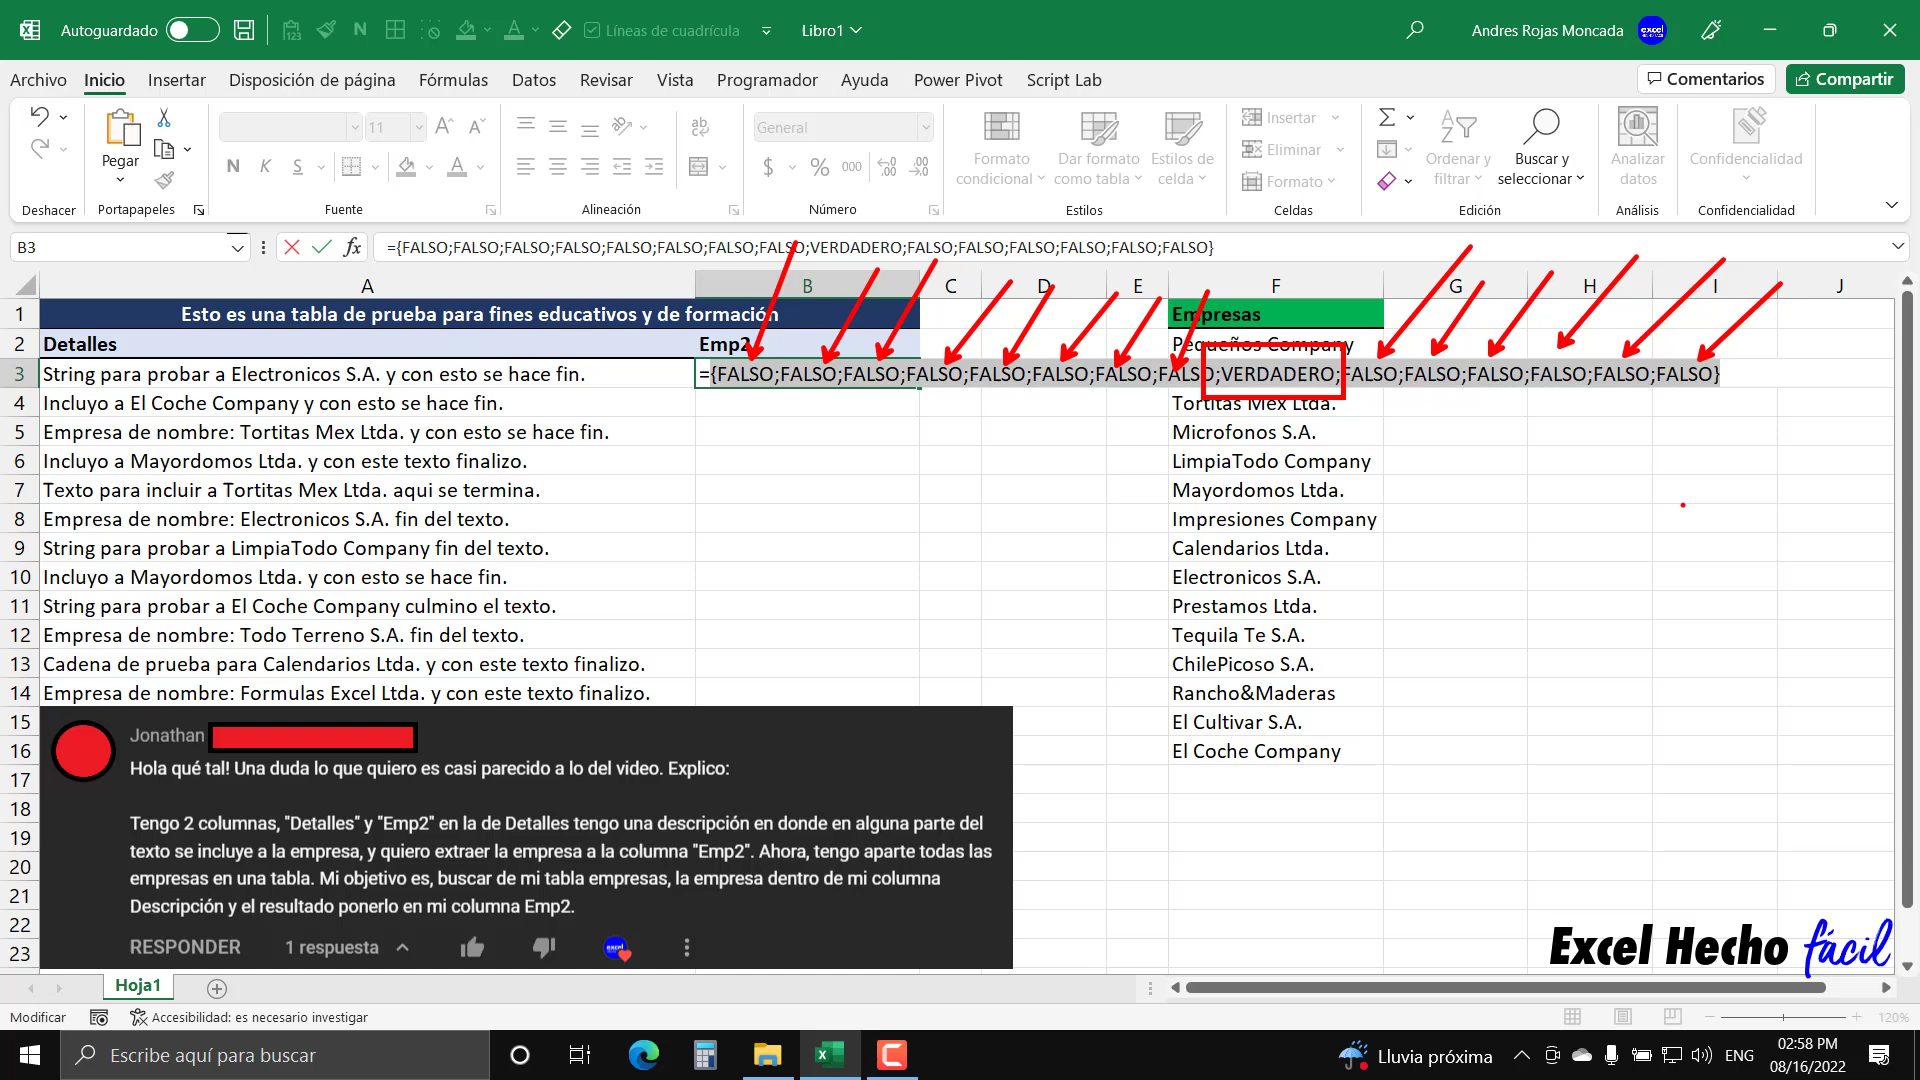 Autoguardado
Líneas de cuadrícula
Libro1
Andres Rojas Moncada
Archivo Inicio Insertar Disposición de página Fórmulas Datos Revisar Vista Programador Ayuda Power Pivot Script Lab
Comentarios
Compartir
Deshacer
Pegar
Portapapeles
11
N K S
Fuente
ab
Alineación
General
$ % 000
Número
Formato condicional
Dar formato como tabla
Estilos de celda
Estilos
Insertar
Eliminar
Formato
Celdas
Ordenar y filtrar
Buscar y seleccionar
Edición
Analizar datos
Análisis
Confidencialidad
Confidencialidad
B3
fx
={FALSO;FALSO;FALSO;FALSO;FALSO;FALSO;FALSO;FALSO;VERDADERO;FALSO;FALSO;FALSO;FALSO;FALSO;FALSO}
A B C D E F G H I J
1 Esto es una tabla de prueba para fines educativos y de formación Empresas
2 Detalles Emp2 Pequeños Company
3 String para probar a Electronicos S.A. y con esto se hace fin. ={FALSO;FALSO;FALSO;FALSO;FALSO;FALSO;FALSO;FALSO;VERDADERO;FALSO;FALSO;FALSO;FALSO;FALSO;FALSO}
4 Incluyo a El Coche Company y con esto se hace fin. Tortitas Mex Ltda.
5 Empresa de nombre: Tortitas Mex Ltda. y con esto se hace fin. Microfonos S.A.
6 Incluyo a Mayordomos Ltda. y con este texto finalizo. LimpiaTodo Company
7 Texto para incluir a Tortitas Mex Ltda. aqui se termina. Mayordomos Ltda.
8 Empresa de nombre: Electronicos S.A. fin del texto. Impresiones Company
9 String para probar a LimpiaTodo Company fin del texto. Calendarios Ltda.
10 Incluyo a Mayordomos Ltda. y con esto se hace fin. Electronicos S.A.
11 String para probar a El Coche Company culmino el texto. Prestamos Ltda.
12 Empresa de nombre: Todo Terreno S.A. fin del texto. Tequila Te S.A.
13 Cadena de prueba para Calendarios Ltda. y con este texto finalizo. ChilePicoso S.A.
14 Empresa de nombre: Formulas Excel Ltda. y con este texto finalizo. Rancho&Maderas
15 El Cultivar S.A.
16 El Coche Company
17
18
19
20
21
22
23
Jonathan
Hola qué tal! Una duda lo que quiero es casi parecido a lo del video. Explico:
Tengo 2 columnas, "Detalles" y "Emp2" en la de Detalles tengo una descripción en donde en alguna parte del
texto se incluye a la empresa, y quiero extraer la empresa a la columna "Emp2". Ahora, tengo aparte todas las
empresas en una tabla. Mi objetivo es, buscar de mi tabla empresas, la empresa dentro de mi columna
Descripción y el resultado ponerlo en mi columna Emp2.
RESPONDER 1 respuesta
Excel Hecho fácil
Hoja1
Modificar
Accesibilidad: es necesario investigar
120%
Escribe aquí para buscar
Lluvia próxima
ENG
02:58 PM
08/16/2022